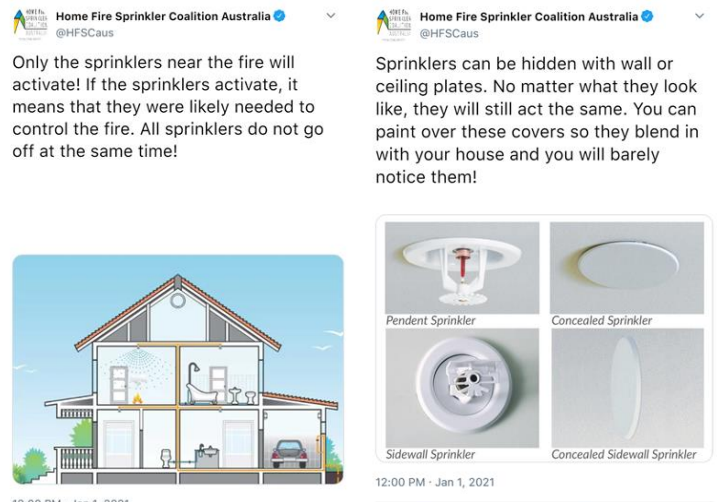 Home Fire Sprinkler Coalition Australia
@HFSCaus
Only the sprinklers near the fire will
activate! If the sprinklers activate, it
means that they were likely needed to
control the fire. All sprinklers do not go
off at the same time!
Home Fire Sprinkler Coalition Australia
@HFSCaus
Sprinklers can be hidden with wall or
ceiling plates. No matter what they look
like, they will still act the same. You can
paint over these covers so they blend in
with your house and you will barely
notice them!
Pendent Sprinkler
Concealed Sprinkler
Sidewall Sprinkler
Concealed Sidewall Sprinkler
12:00 PM · Jan 1, 2021